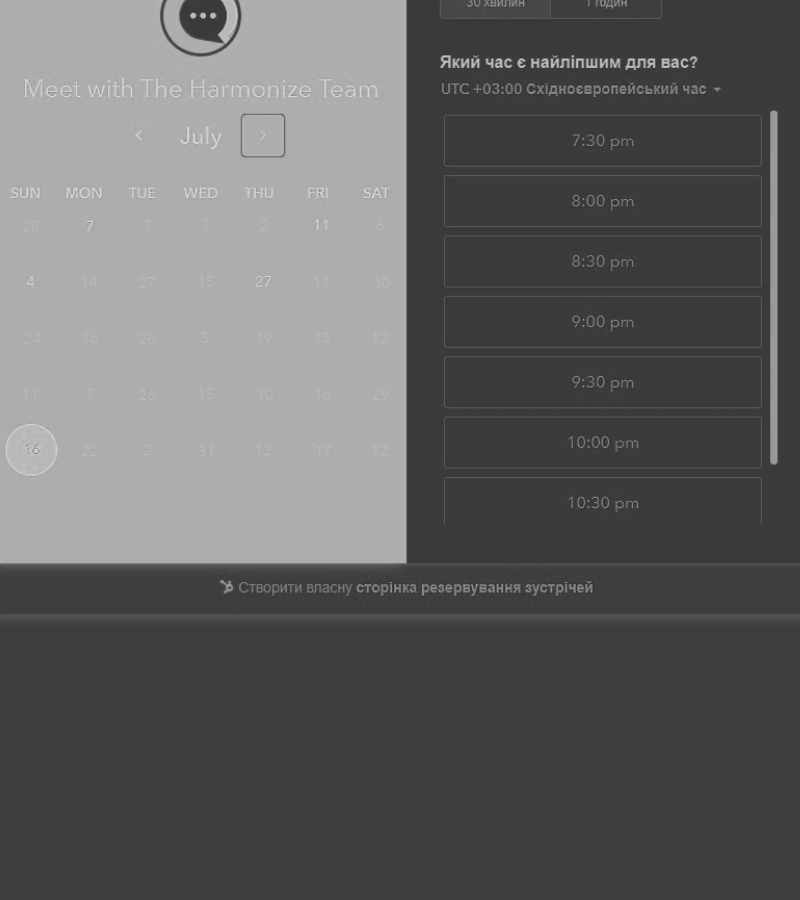 Meet with The Harmonize Team
July
SUN MON TUE WED THU FRI SAT
28 7 7 7 2 11 6
4 14 27 15 27 11 30
24 16 28 5 19 13 12
11 7 26 15 10 16 29
16 22 2 31 12 17 12
30 хвилин 1 годин
Який час є найліпшим для вас?
UTC +03:00 Східноєвропейський час
7:30 pm
8:00 pm
8:30 pm
9:00 pm
9:30 pm
10:00 pm
10:30 pm
Створити власну сторінка резервування зустрічей